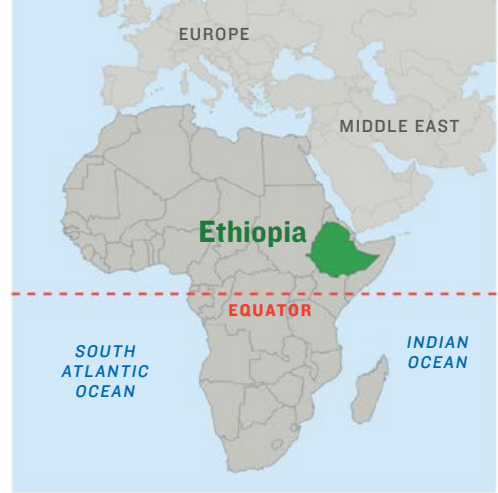 EUROPE
MIDDLE EAST
Ethiopia
EQUATOR
SOUTH
ATLANTIC
OCEAN
INDIAN
OCEAN